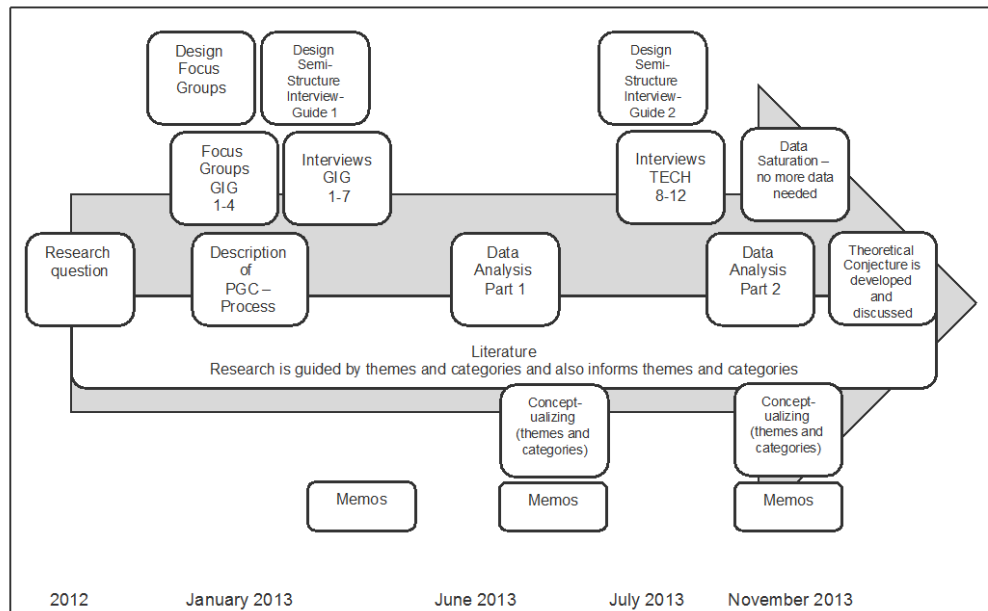 Design
Focus
Groups
Design
Semi-
Structure
Interview-
Guide 1
Design
Semi-
Structure
Interview-
Guide 2
Focus
Groups
GIG
1-4
Interviews
GIG
1-7
Interviews
TECH
8-12
Data
Saturation –
no more data
needed
Research
question
Description
of
PGC –
Process
Data
Analysis
Part 1
Data
Analysis
Part 2
Theoretical
Conjecture is
developed
and
discussed
Literature
Research is guided by themes and categories and also informs themes and categories
Concept-
ualizing
(themes and
categories)
Concept-
ualizing
(themes and
categories)
Memos
Memos
Memos
2012
January 2013
June 2013
July 2013
November 2013